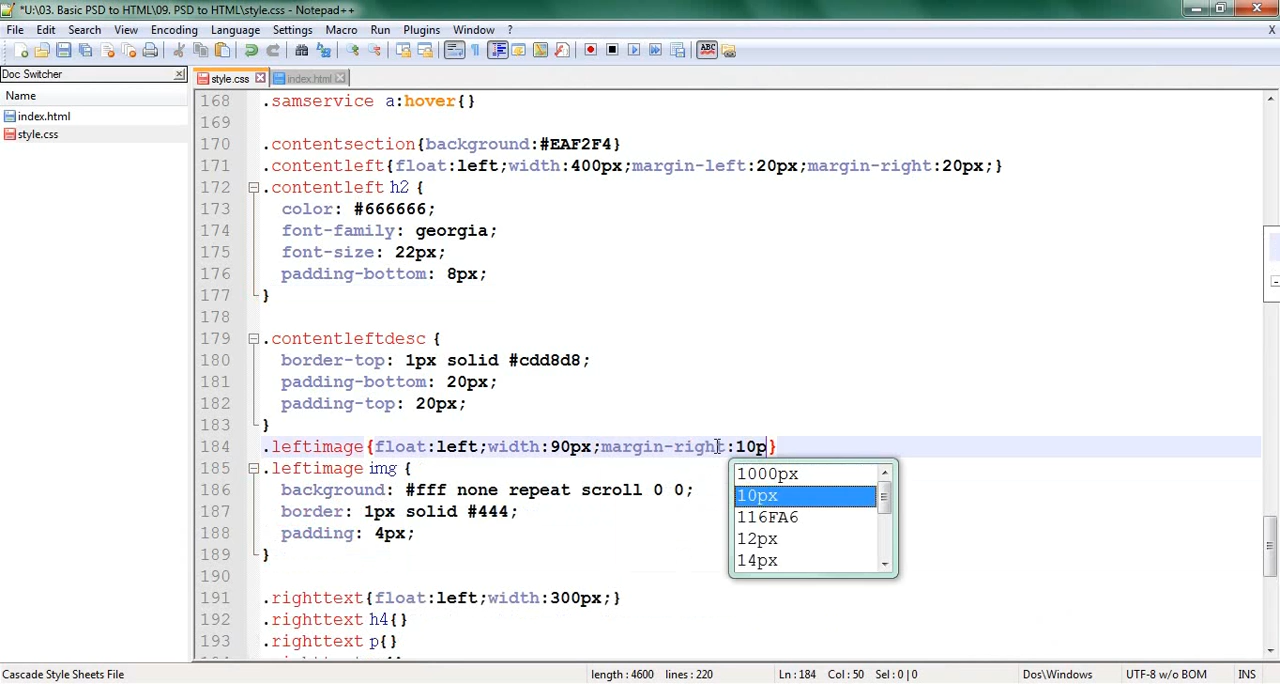 *U:\03. Basic PSD to HTML\09. PSD to HTML\style.css - Notepad++
File Edit Search View Encoding Language Settings Macro Run Plugins Window ? X
Doc Switcher
style.css index.html
Name
index.html
style.css
168 .samservice a:hover{}
169
170 .contentsection{background:#EAF2F4}
171 .contentleft{float:left;width:400px;margin-left:20px;margin-right:20px;}
172 .contentleft h2 {
173 color: #666666;
174 font-family: georgia;
175 font-size: 22px;
176 padding-bottom: 8px;
177 }
178
179 .contentleftdesc {
180 border-top: 1px solid #cdd8d8;
181 padding-bottom: 20px;
182 padding-top: 20px;
183 }
184 .leftimage{float:left;width:90px;margin-right:10p}
185 .leftimage img {
186 background: #fff none repeat scroll 0 0;
187 border: 1px solid #444;
188 padding: 4px;
189 }
190
191 .righttext{float:left;width:300px;}
192 .righttext h4{}
193 .righttext p{}
1000px
10px
116FA6
12px
14px
Cascade Style Sheets File length : 4600 lines : 220 Ln : 184 Col : 50 Sel : 0 | 0 Dos\Windows UTF-8 w/o BOM INS